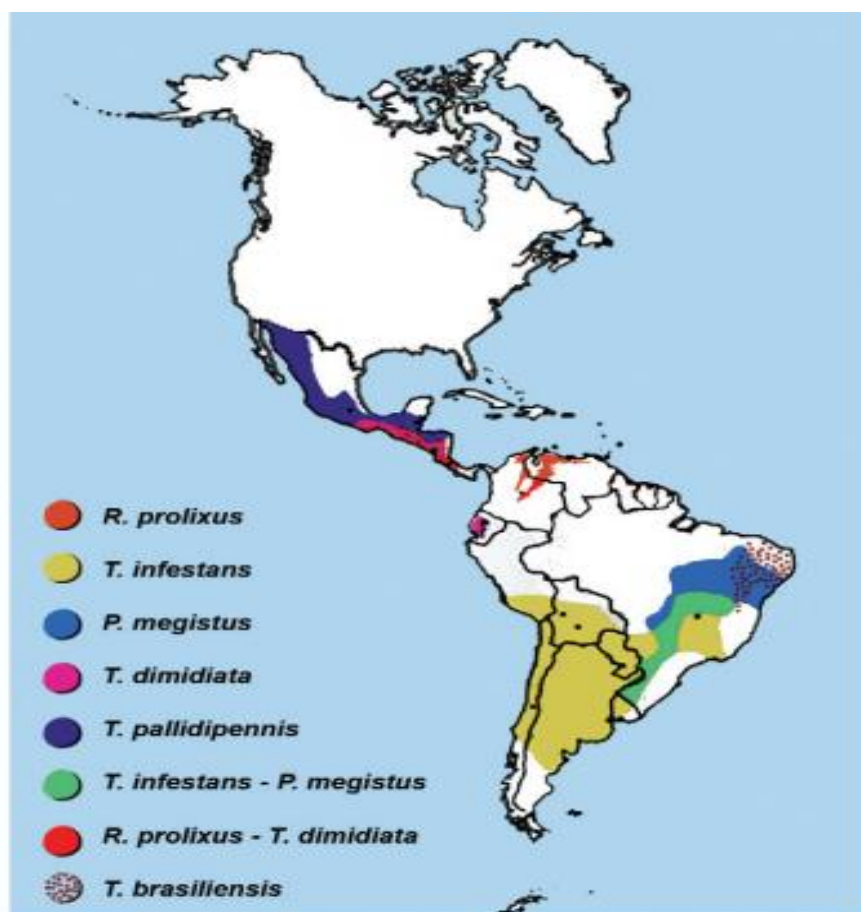 R. prolixus
T. infestans
P. megistus
T. dimidiata
T. pallidipennis
T. infestans - P. megistus
R. prolixus - T. dimidiata
T. brasiliensis